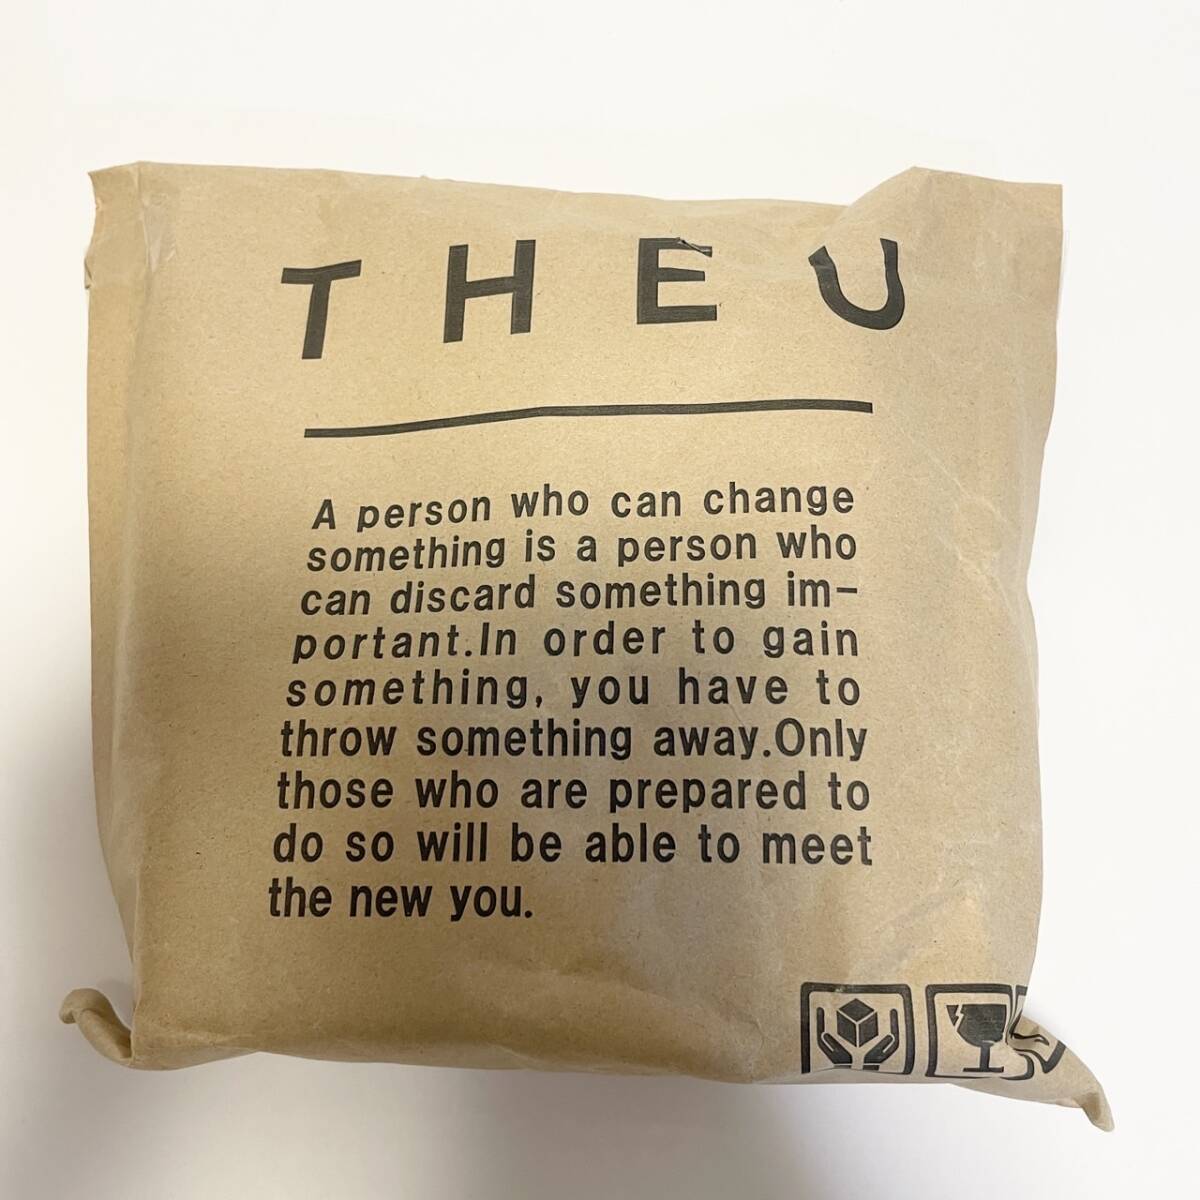 THEU
A person who can change
something is a person who
can discard something im-
portant.In order to gain
something, you have to
throw something away.Only
those who are prepared to
do so will be able to meet
the new you.